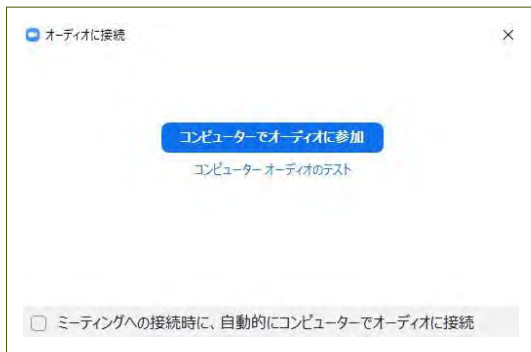 オーディオに接続
コンピューターでオーディオに参加
コンピューター オーディオのテスト
ミーティングへの接続時に、自動的にコンピューターでオーディオに接続